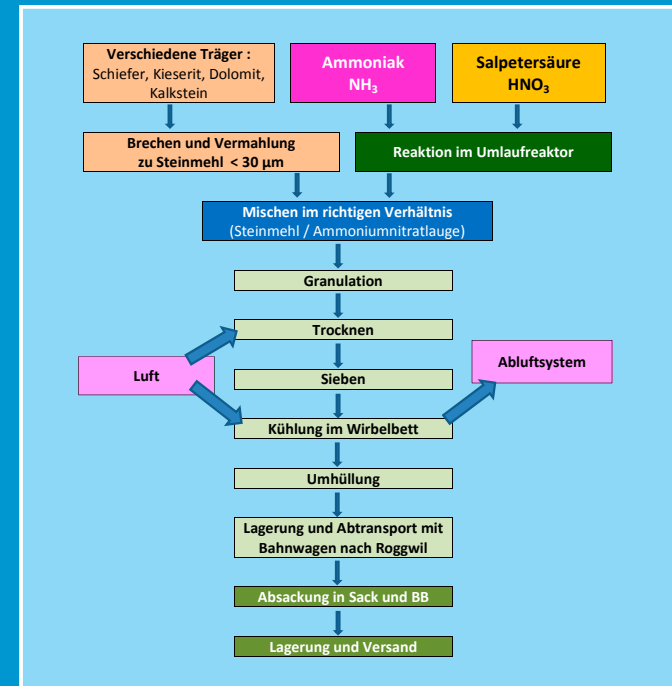 Verschiedene Träger :
Schiefer, Kieserit, Dolomit,
Kalkstein
Ammoniak
NH₃
Salpetersäure
HNO₃
Brechen und Vermahlung
zu Steinmehl < 30 µm
Reaktion im Umlaufreaktor
Mischen im richtigen Verhältnis
(Steinmehl / Ammoniumnitratlauge)
Granulation
Trocknen
Luft
Abluftsystem
Sieben
Kühlung im Wirbelbett
Umhüllung
Lagerung und Abtransport mit
Bahnwagen nach Roggwil
Absackung in Sack und BB
Lagerung und Versand